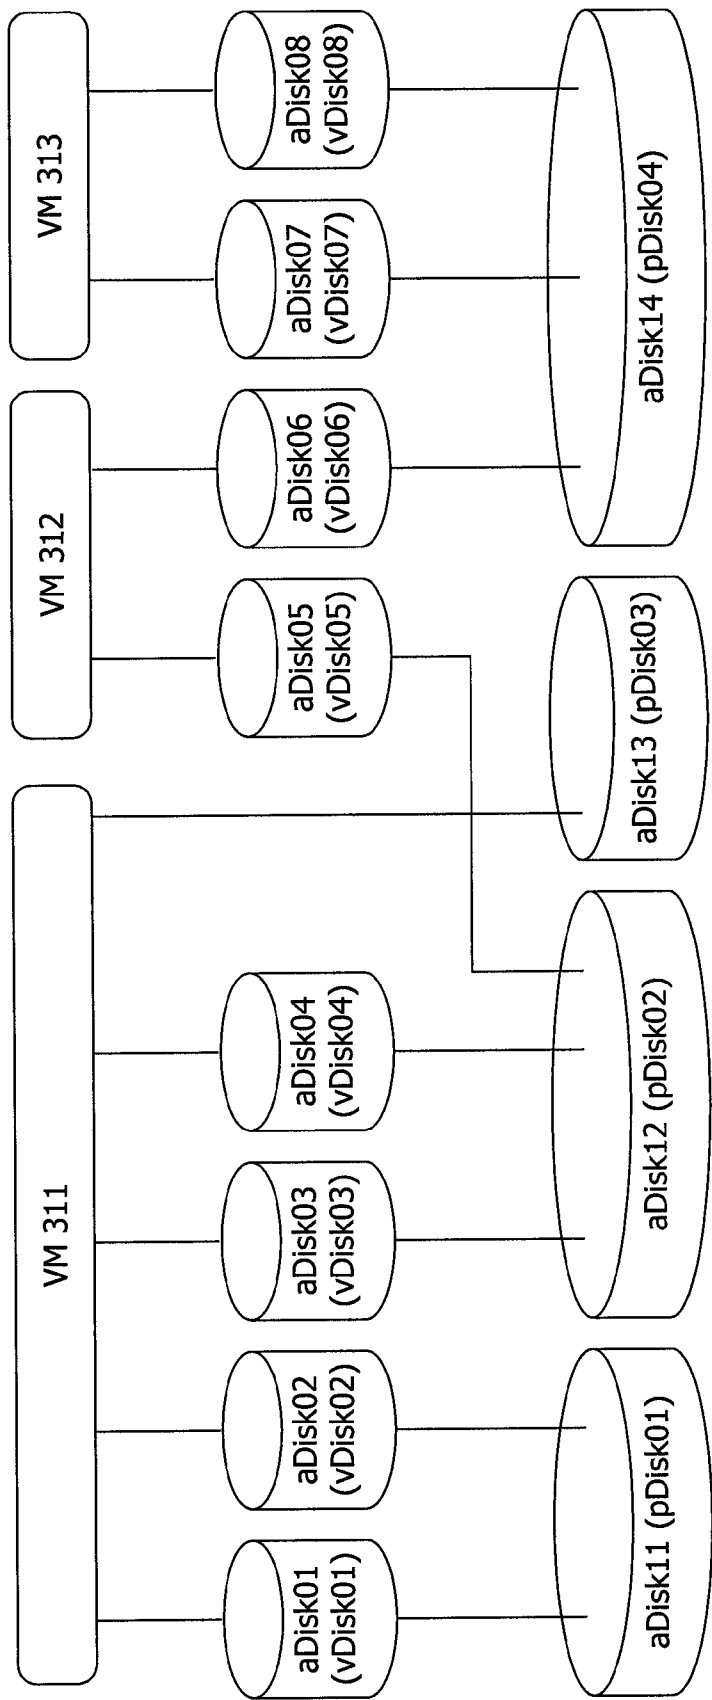 VM 311
VM 312
VM 313
aDisk01
(vDisk01)
aDisk02
(vDisk02)
aDisk03
(vDisk03)
aDisk04
(vDisk04)
aDisk05
(vDisk05)
aDisk06
(vDisk06)
aDisk07
(vDisk07)
aDisk08
(vDisk08)
aDisk11 (pDisk01)
aDisk12 (pDisk02)
aDisk13 (pDisk03)
aDisk14 (pDisk04)